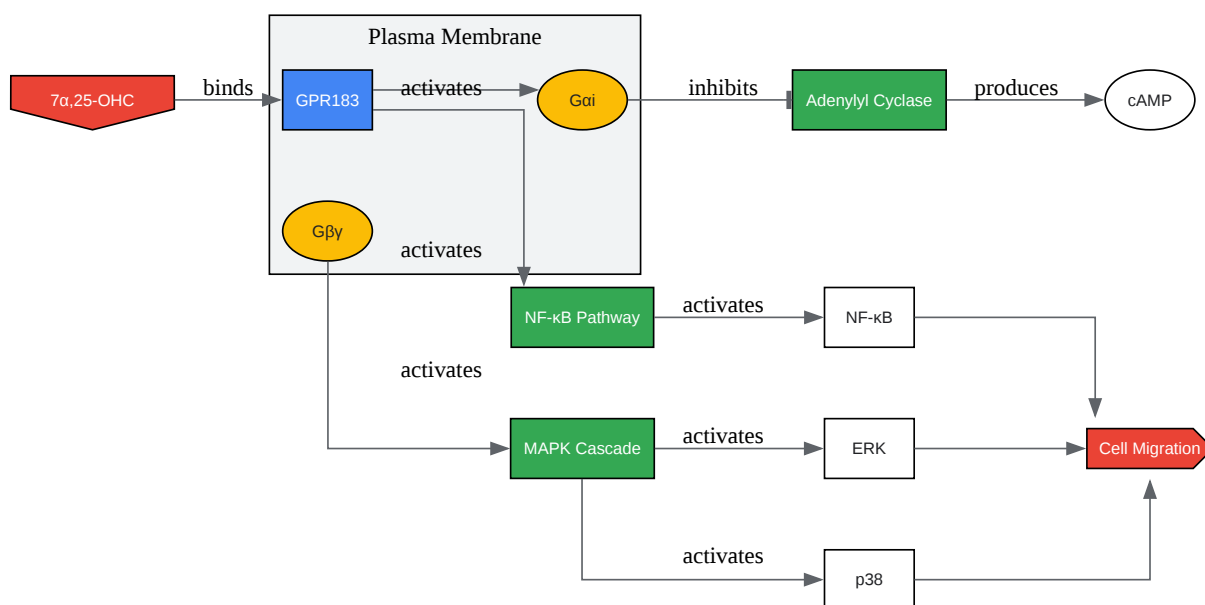 Plasma Membrane
7α,25-OHC
binds
GPR183
activates
Gαi
inhibits
Adenylyl Cyclase
produces
cAMP
Gβγ
activates
NF-κB Pathway
activates
NF-κB
activates
MAPK Cascade
activates
ERK
Cell Migration
activates
p38